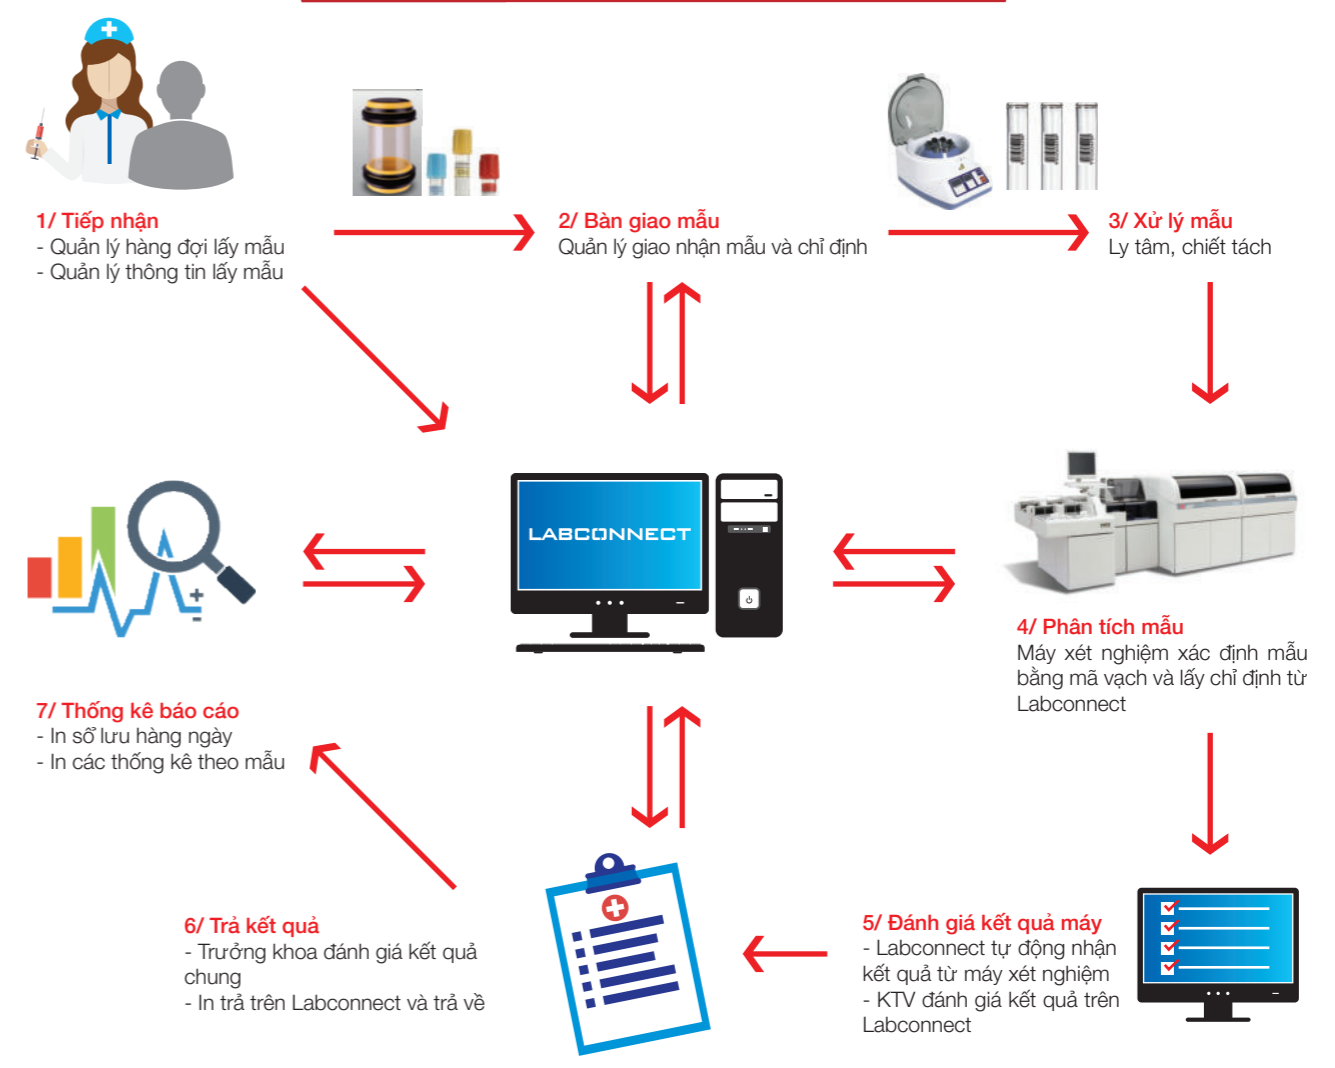 1/ Tiếp nhận
- Quản lý hàng đợi lấy mẫu
- Quản lý thông tin lấy mẫu
2/ Bàn giao mẫu
Quản lý giao nhận mẫu và chỉ định
3/ Xử lý mẫu
Ly tâm, chiết tách
LABCONNECT
4/ Phân tích mẫu
Máy xét nghiệm xác định mẫu
bằng mã vạch và lấy chỉ định từ
Labconnect
7/ Thống kê báo cáo
- In sổ lưu hàng ngày
- In các thống kê theo mẫu
6/ Trả kết quả
- Trưởng khoa đánh giá kết quả
chung
- In trả trên Labconnect và trả về
5/ Đánh giá kết quả máy
- Labconnect tự động nhận
kết quả từ máy xét nghiệm
- KTV đánh giá kết quả trên
Labconnect